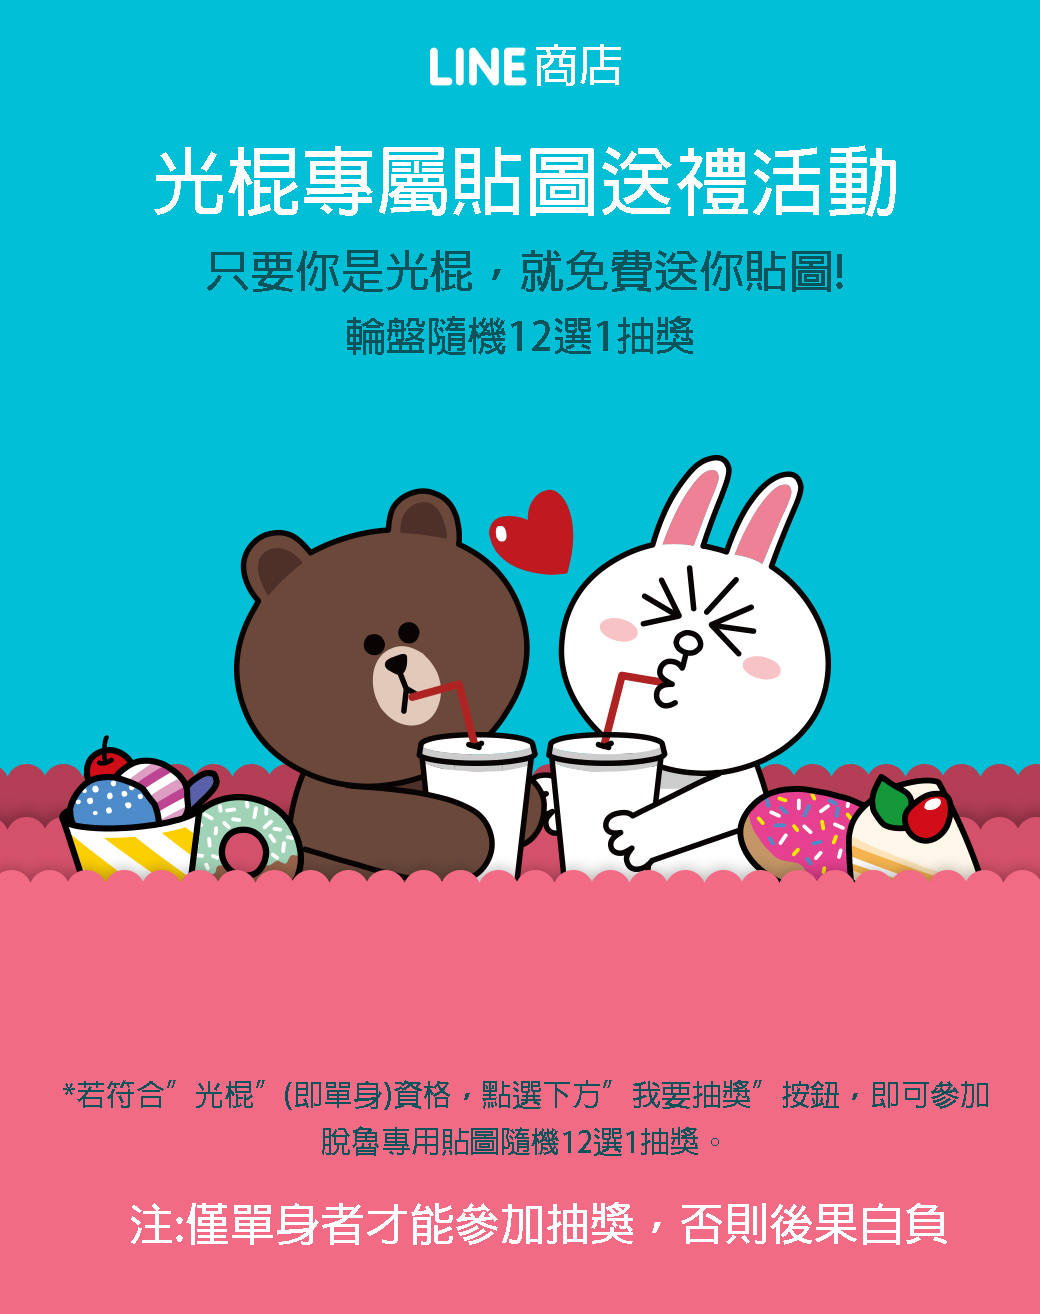 LINE 商店
光棍專屬貼圖送禮活動
只要你是光棍，就免費送你貼圖!
輪盤隨機12選1抽獎
*若符合”光棍”(即單身)資格，點選下方”我要抽獎”按鈕，即可參加
脫魯專用貼圖隨機12選1抽獎。
注:僅單身者才能參加抽獎，否則後果自負